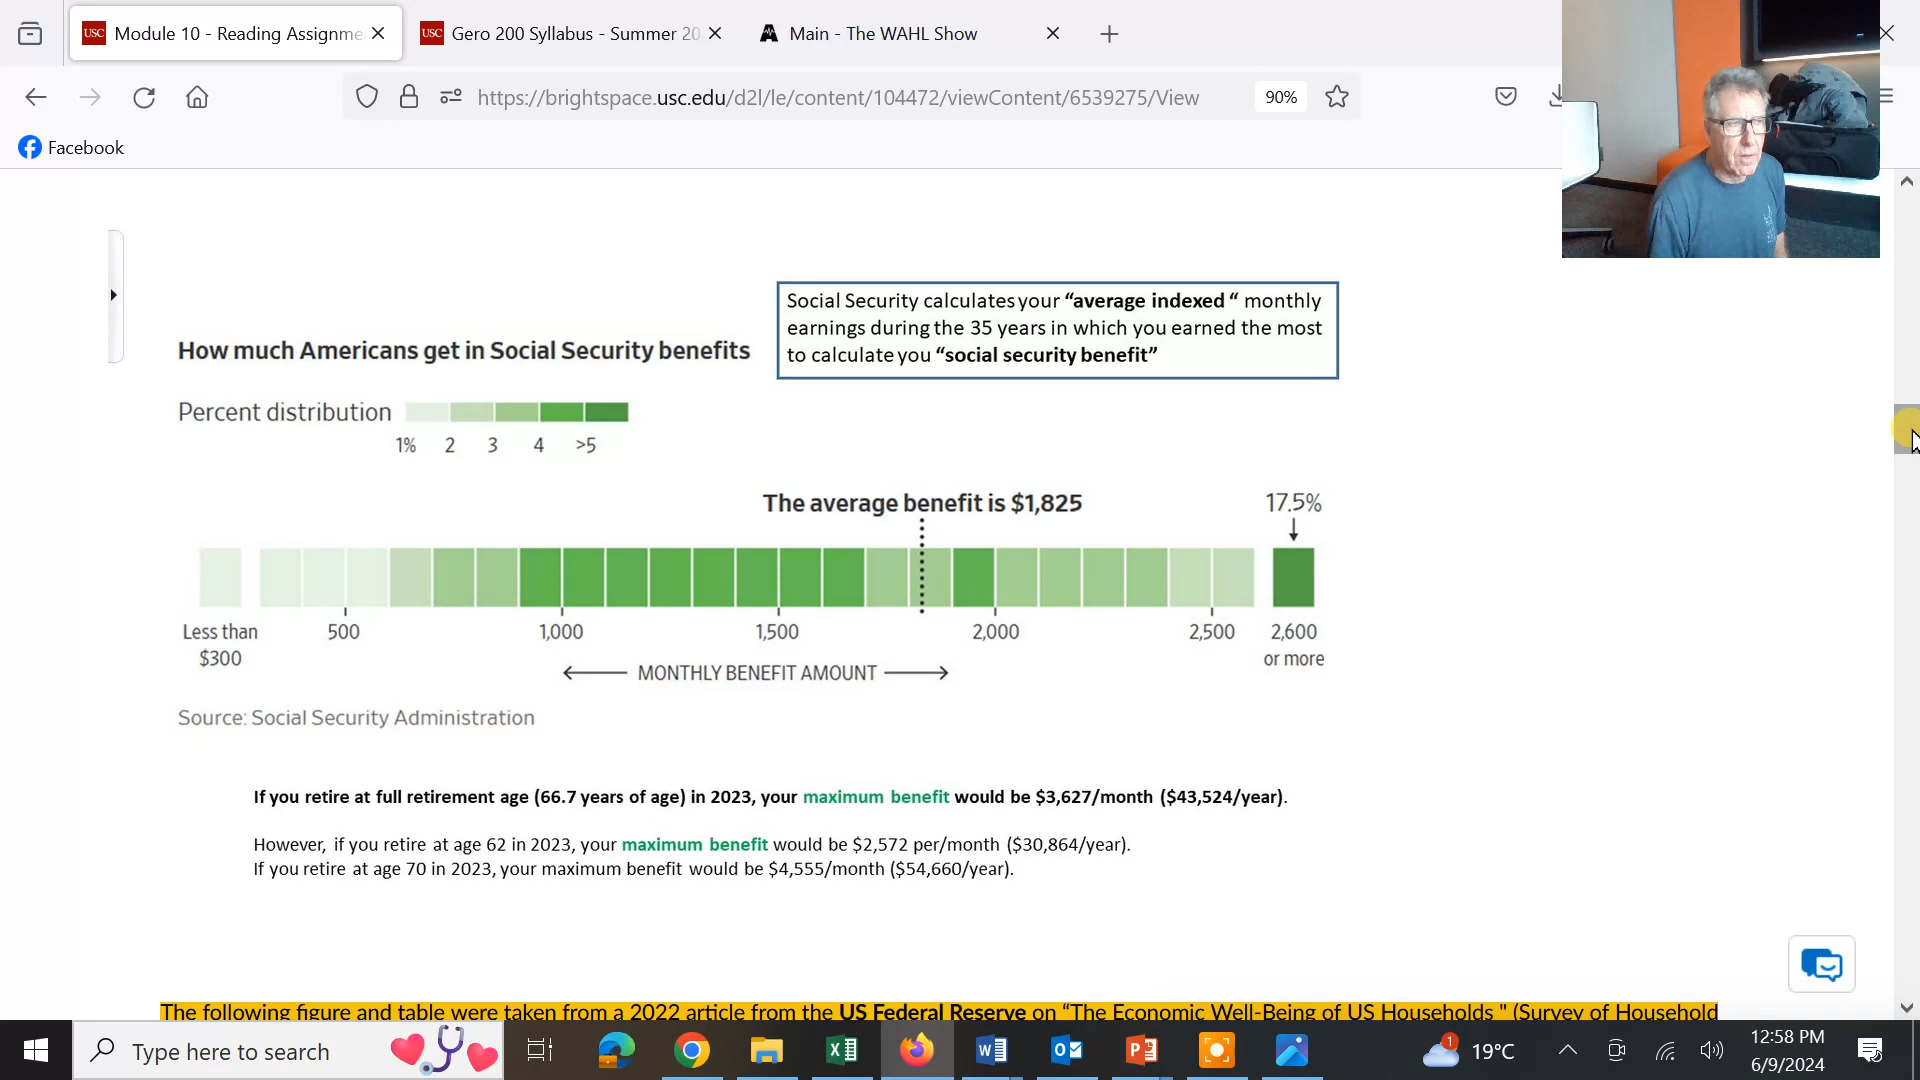 Module 10 - Reading Assignme
Gero 200 Syllabus - Summer 20
Main - The WAHL Show
https://brightspace.usc.edu/d2l/le/content/104472/viewContent/6539275/View
90%
Facebook
Social Security calculates your “average indexed “ monthly
earnings during the 35 years in which you earned the most
to calculate you “social security benefit”
How much Americans get in Social Security benefits
Percent distribution
1% 2 3 4 >5
The average benefit is $1,825
17.5%
Less than
$300
500
1,000
1,500
2,000
2,500
2,600
or more
MONTHLY BENEFIT AMOUNT
Source: Social Security Administration
If you retire at full retirement age (66.7 years of age) in 2023, your maximum benefit would be $3,627/month ($43,524/year).
However, if you retire at age 62 in 2023, your maximum benefit would be $2,572 per/month ($30,864/year).
If you retire at age 70 in 2023, your maximum benefit would be $4,555/month ($54,660/year).
The following figure and table were taken from a 2022 article from the US Federal Reserve on “The Economic Well-Being of US Households " (Survey of Household
Type here to search
1
19°C
12:58 PM
6/9/2024